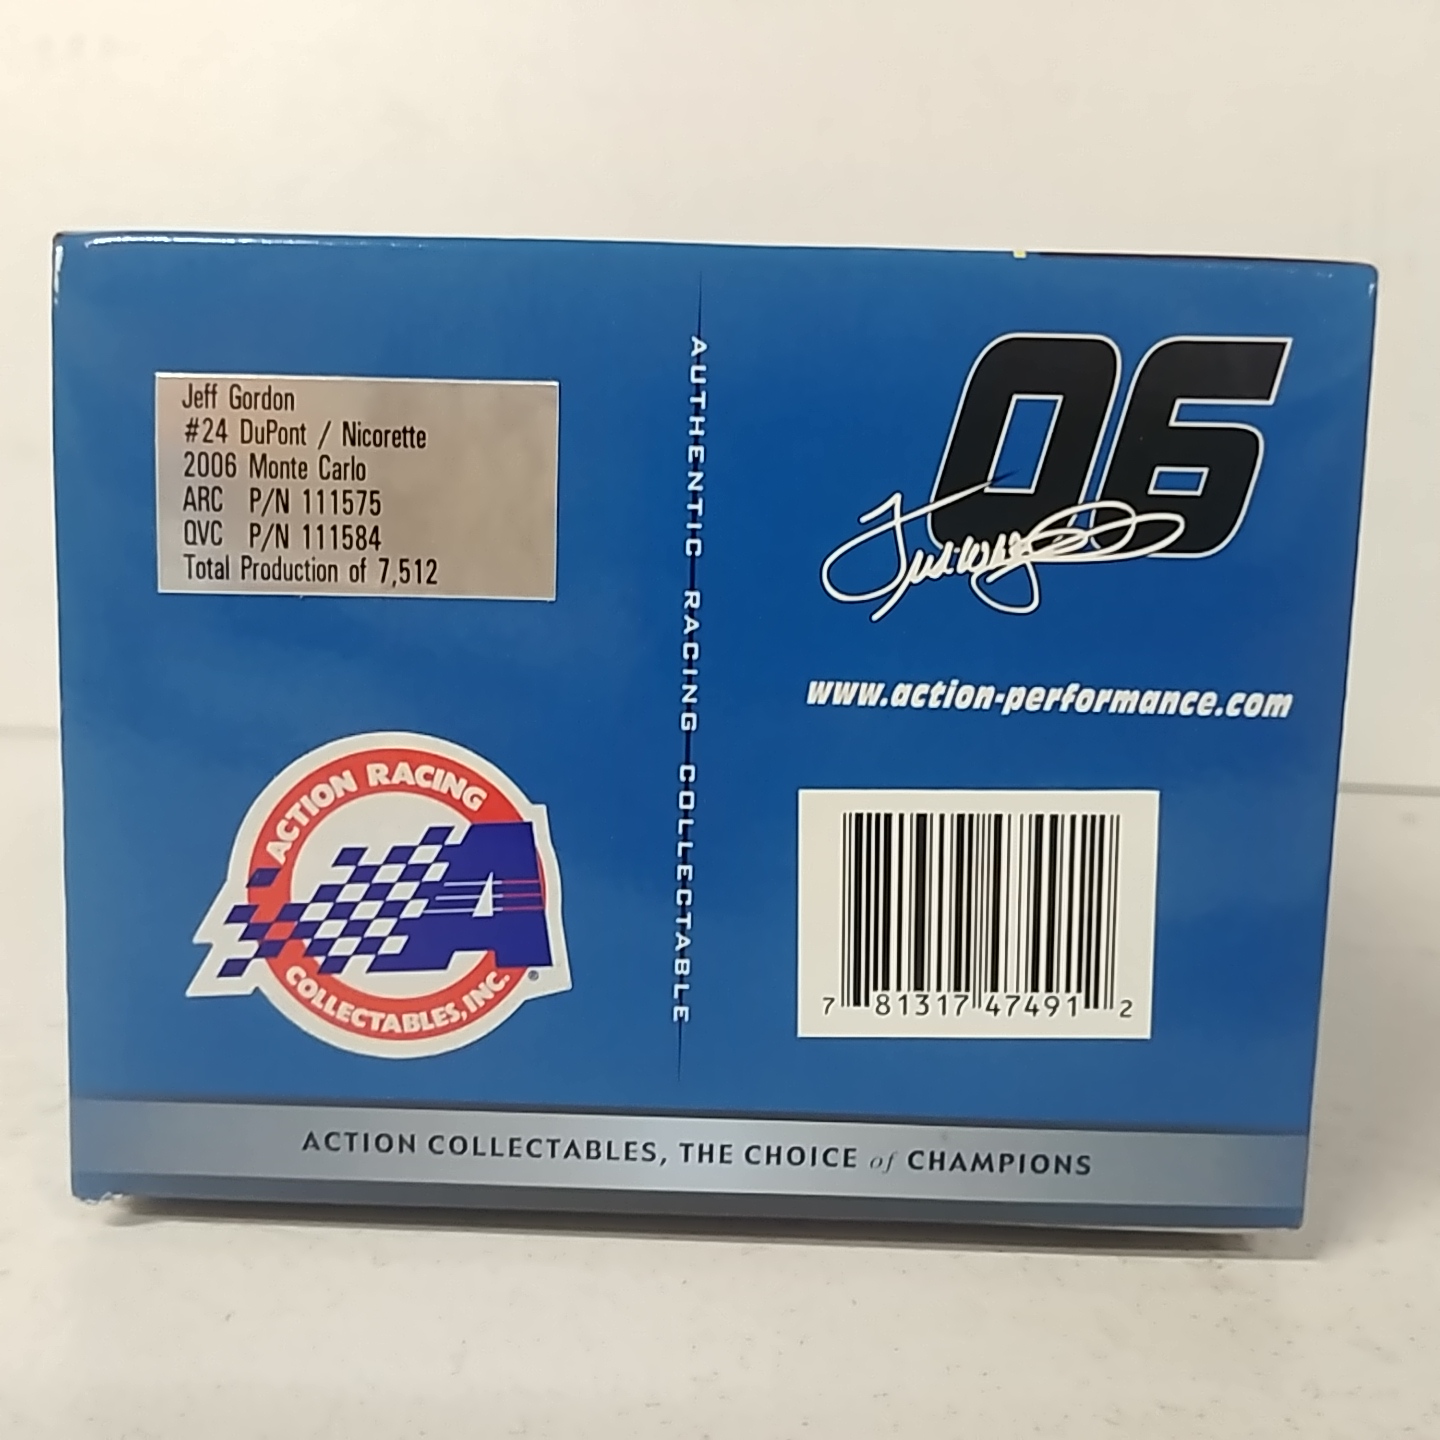 Jeff Gordon
#24 DuPont / Nicorette
2006 Monte Carlo
ARC P/N 111575
QVC P/N 111584
Total Production of 7,512
ACTION RACING
A
COLLECTABLES, INC.
®
AUTHENTIC RACING COLLECTABLE
06
www.action-performance.com
7 81317 47491 2
ACTION COLLECTABLES, THE CHOICE of CHAMPIONS